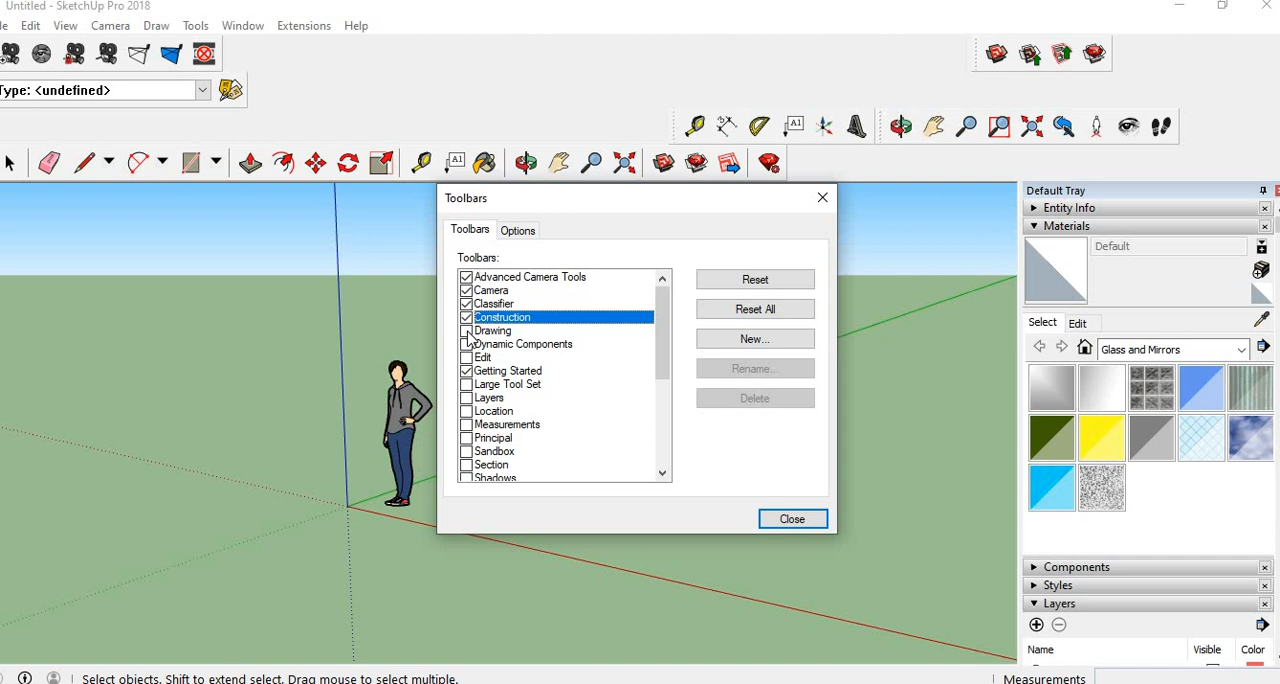 Untitled - SketchUp Pro 2018
le Edit View Camera Draw Tools Window Extensions Help
Type: <undefined>
A1
A1
Toolbars
Toolbars Options
Toolbars:
Advanced Camera Tools
Camera
Classifier
Construction
Drawing
Dynamic Components
Edit
Getting Started
Large Tool Set
Layers
Location
Measurements
Principal
Sandbox
Section
Shadows
Reset
Reset All
New...
Rename...
Delete
Close
Default Tray
Entity Info
Materials
Default
Select Edit
Glass and Mirrors
Components
Styles
Layers
Name Visible Color
Select objects. Shift to extend select. Drag mouse to select multiple.
Measurements